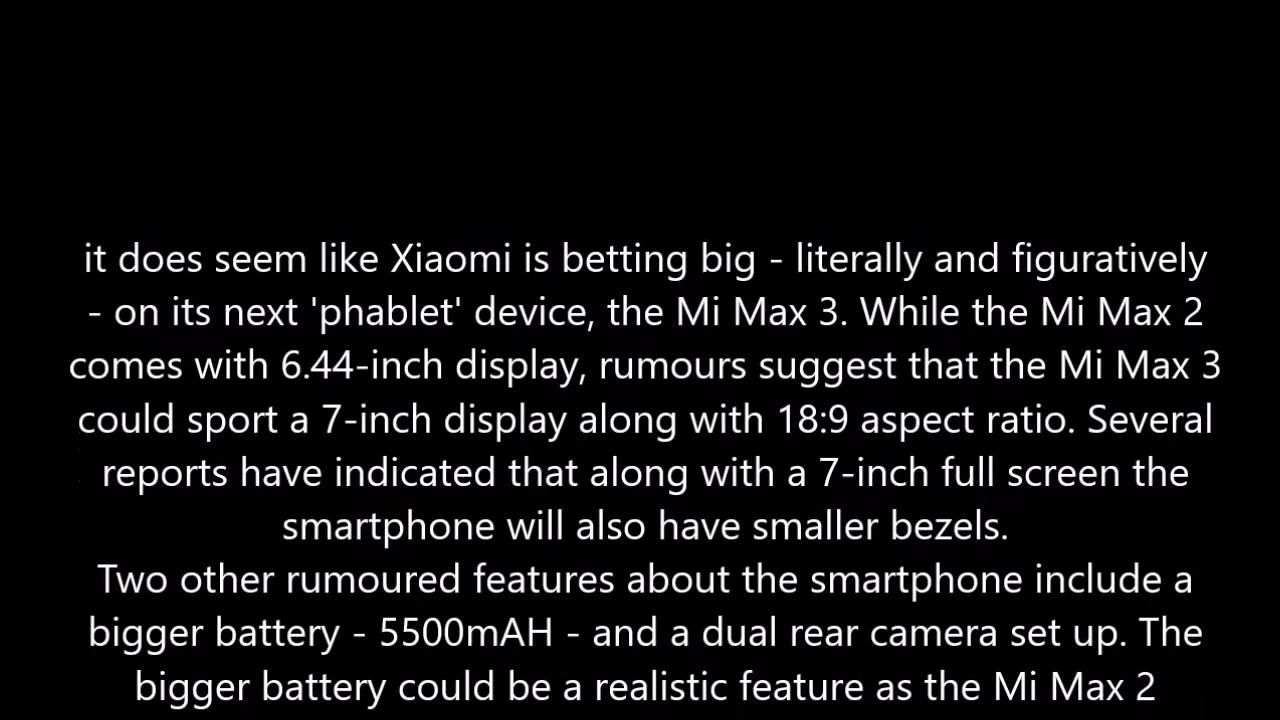 it does seem like Xiaomi is betting big - literally and figuratively
- on its next 'phablet' device, the Mi Max 3. While the Mi Max 2
comes with 6.44-inch display, rumours suggest that the Mi Max 3
could sport a 7-inch display along with 18:9 aspect ratio. Several
reports have indicated that along with a 7-inch full screen the
smartphone will also have smaller bezels.
Two other rumoured features about the smartphone include a
bigger battery - 5500mAH - and a dual rear camera set up. The
bigger battery could be a realistic feature as the Mi Max 2